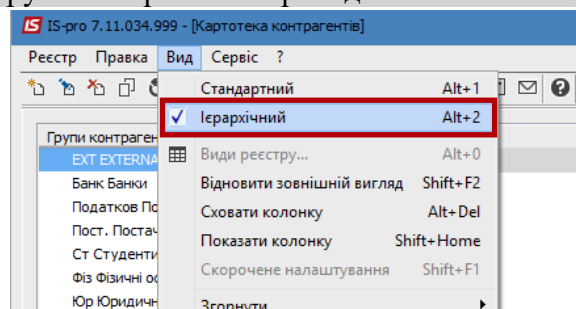 IS-pro 7.11.034.999 - [Картотека контрагентів]
Реєстр Правка Вид Сервіс ?
Стандартний Alt+1
Ієрархічний Alt+2
Види реєстру... Alt+0
Відновити зовнішній вигляд Shift+F2
Сховати колонку Alt+Del
Показати колонку Shift+Home
Скорочене налаштування Shift+F1
Згорнути
Групи контраген
EXT EXTERNA
Банк Банки
Податков По
Пост. Постач
Ст Студенти
Фіз Фізичні ос
Юр Юридичн